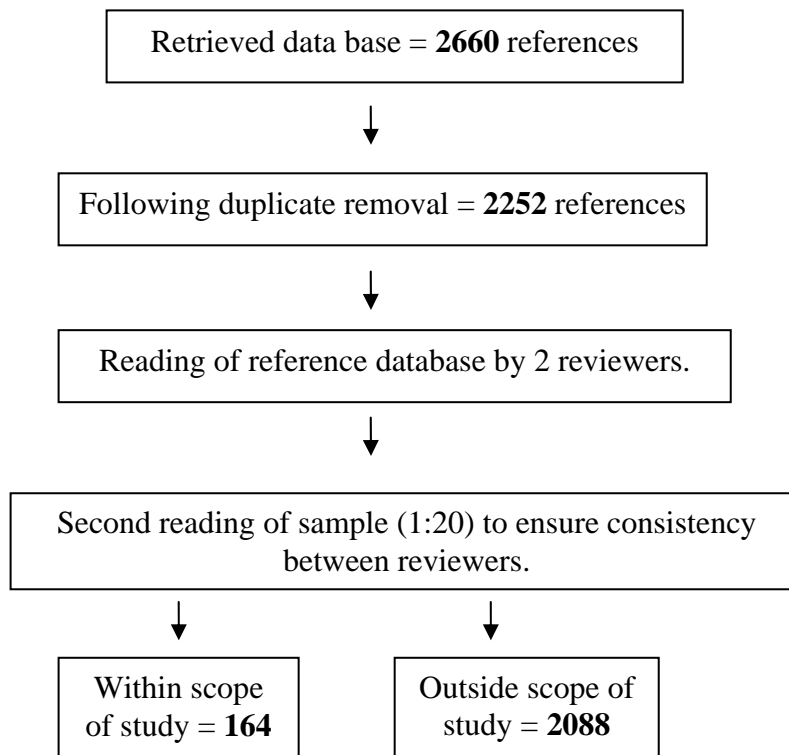 Retrieved data base = 2660 references
Following duplicate removal = 2252 references
Reading of reference database by 2 reviewers.
Second reading of sample (1:20) to ensure consistency
between reviewers.
Within scope
of study = 164
Outside scope of
study = 2088